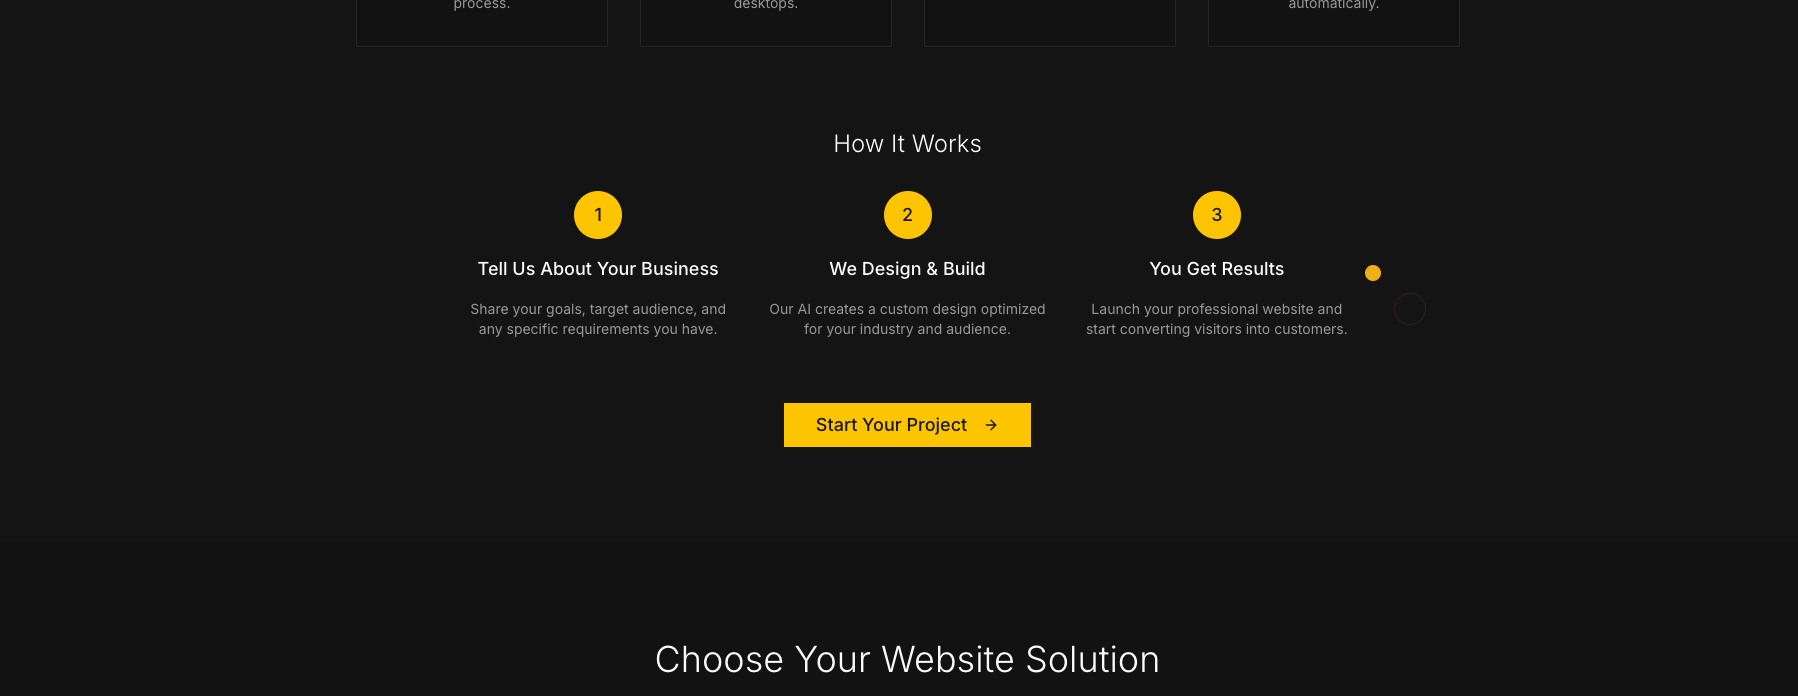 process.
desktops.
automatically.
How It Works
1
2
3
Tell Us About Your Business
We Design & Build
You Get Results
Share your goals, target audience, and
any specific requirements you have.
Our AI creates a custom design optimized
for your industry and audience.
Launch your professional website and
start converting visitors into customers.
Start Your Project →
Choose Your Website Solution